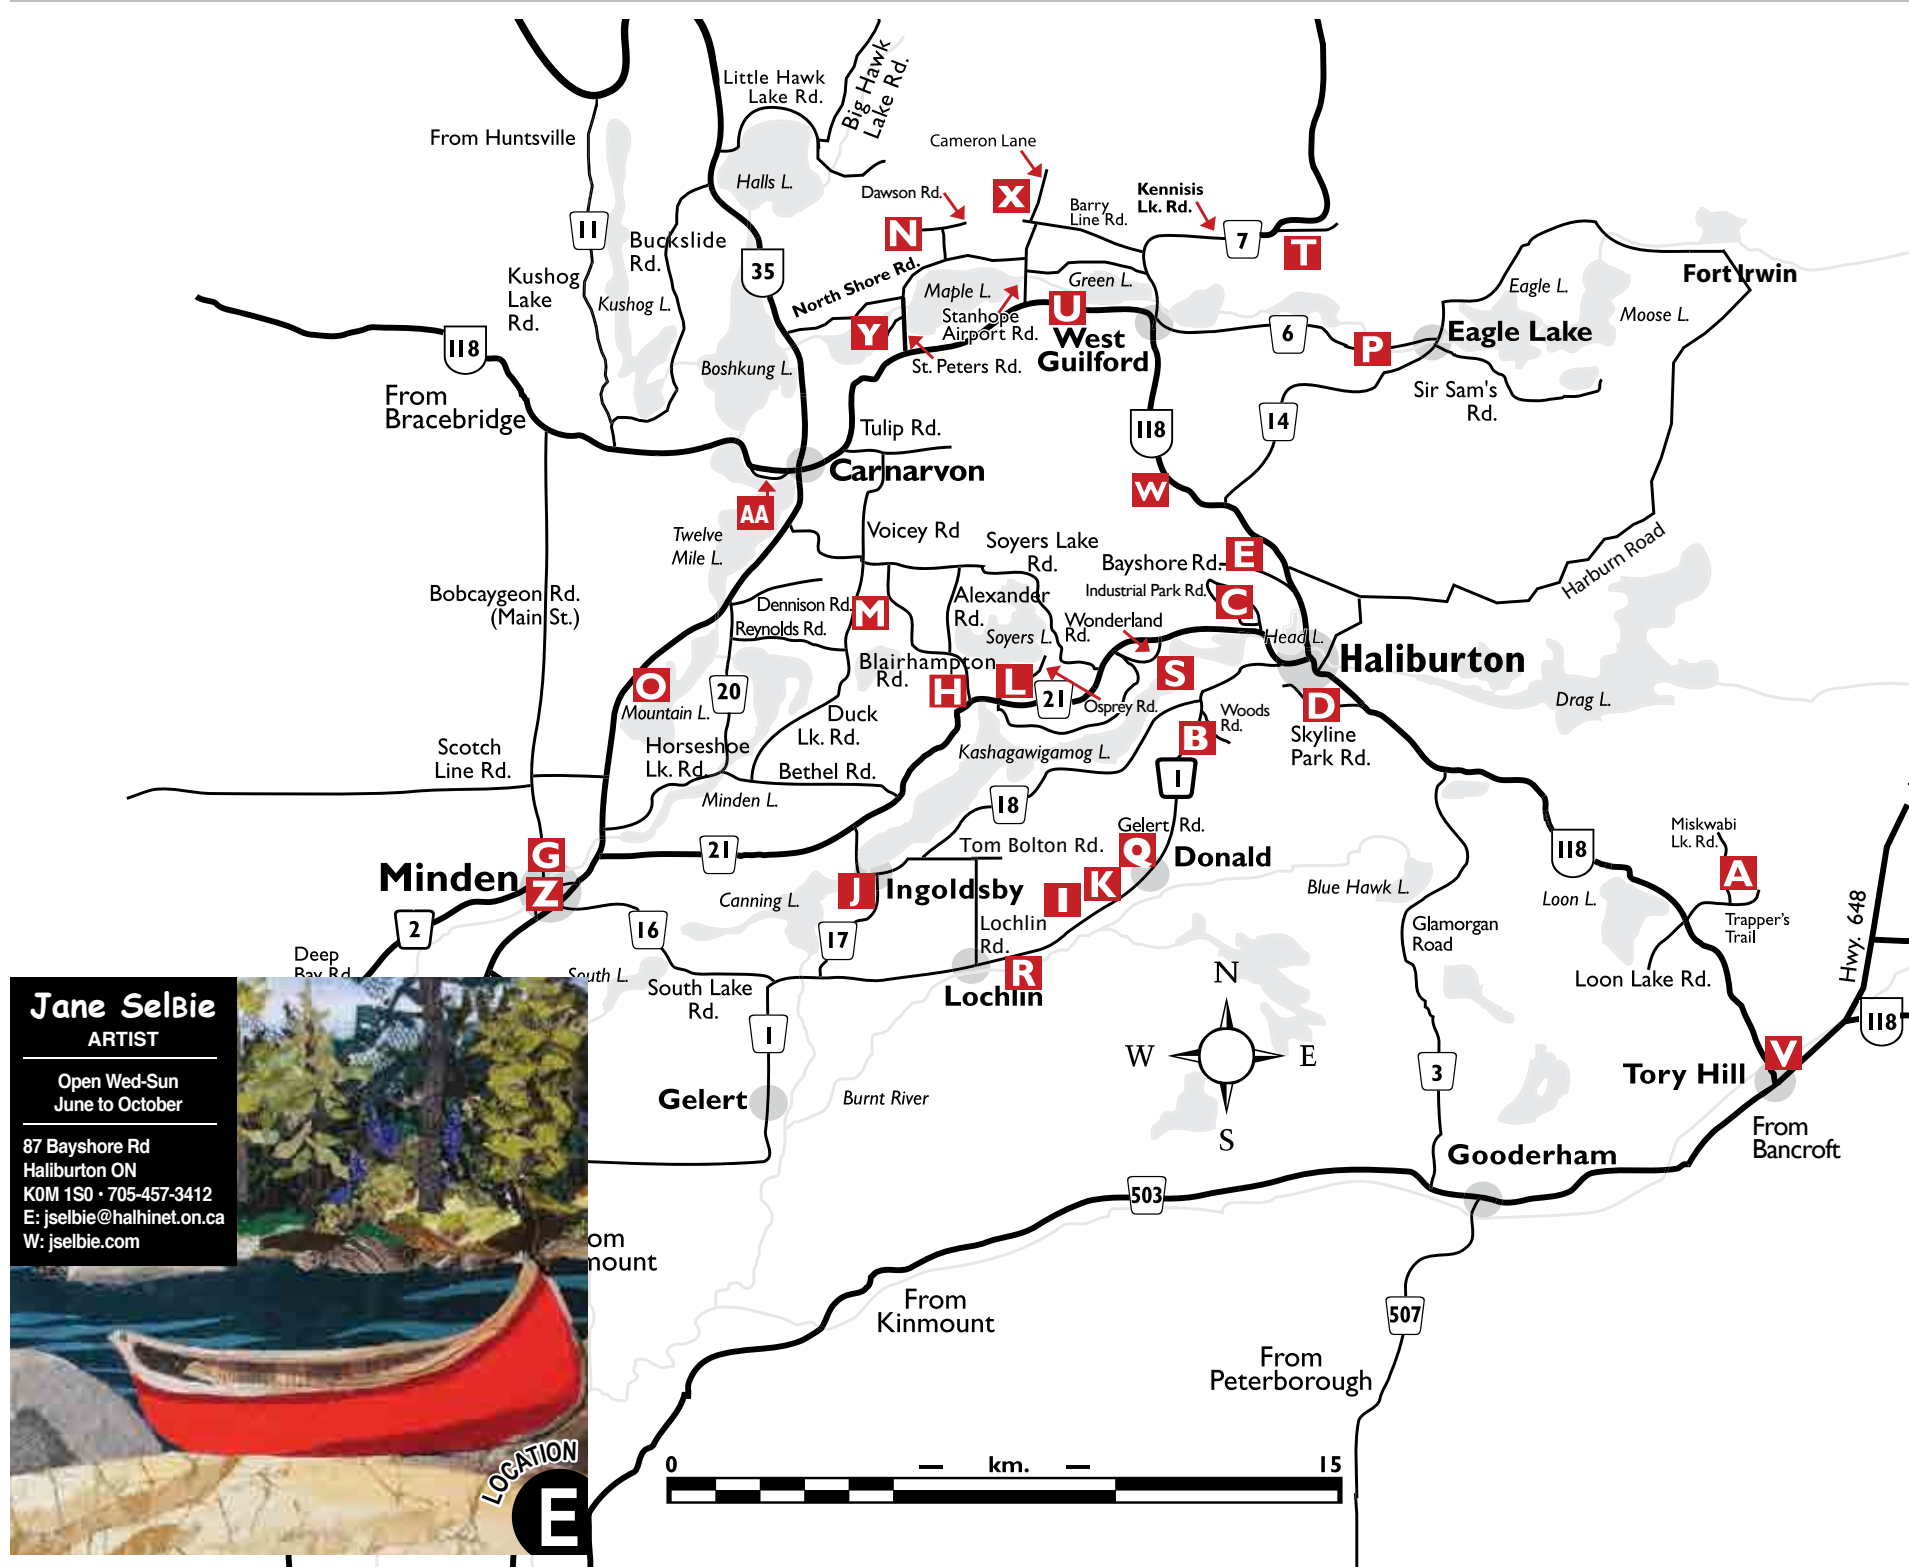 Little Hawk
Lake Rd.
Big Hawk
Lake Rd.
From Huntsville
Cameron Lane
Halls L.
Dawson Rd.
X
Kennisis
Lk. Rd.
Barry
Line Rd.
N
11
Buckslide
Rd.
35
7
T
Kushog
Lake
Rd.
Kushog L.
North Shore Rd.
Maple L.
Green L.
Eagle L.
Fort Irwin
Moose L.
Stanhope
Airport Rd.
U
Y
West
Guilford
6
P
Eagle Lake
118
Boshkung L.
St. Peters Rd.
From
Bracebridge
Sir Sam's
Rd.
14
118
Tulip Rd.
Carnarvon
W
AA
Twelve
Mile L.
Voicey Rd
Soyers Lake
Rd.
Bayshore Rd.
E
Harburn Road
Industrial Park Rd.
C
Bobcaygeon Rd.
(Main St.)
Dennison Rd.
M
Alexander
Rd.
Reynolds Rd.
Soyers L.
Wonderland
Rd.
Head L.
Haliburton
Blairhampton
Rd.
H
L
21
S
Osprey Rd.
O
Mountain L.
20
Duck
Lk. Rd.
Woods
Rd.
D
Drag L.
Skyline
Park Rd.
B
Scotch
Line Rd.
Horseshoe
Lk. Rd.
Kashagawigamog L.
Bethel Rd.
1
Minden L.
18
Gelert Rd.
Miskwabi
Lk. Rd.
G
21
Tom Bolton Rd.
Q
Donald
118
Minden
Z
J
Ingoldsby
K
I
Blue Hawk L.
Loon L.
A
Canning L.
Hwy. 648
2
16
17
Lochlin
Rd.
Glamorgan
Road
Trapper's
Trail
Deep
Bay Rd.
South L.
South Lake
Rd.
R
Lochlin
Loon Lake Rd.
N
W
E
S
118
1
V
3
Tory Hill
Gelert
Burnt River
From
Bancroft
Gooderham
503
om
mount
From
Kinmount
507
From
Peterborough
0
km.
15
Jane SelBie
ARTIST
Open Wed-Sun
June to October
87 Bayshore Rd
Haliburton ON
K0M 1S0 • 705-457-3412
E: jselbie@halhinet.on.ca
W: jselbie.com
LOCATION
E